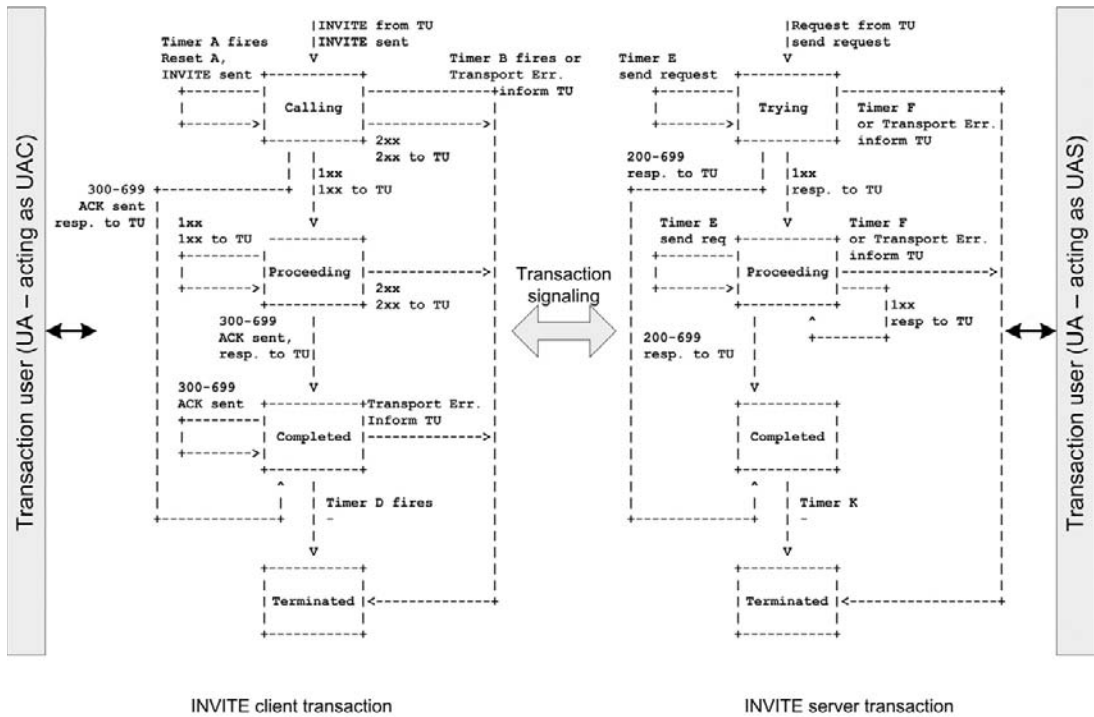 Transaction user (UA – acting as UAC)
|INVITE from TU
Timer A fires |INVITE sent
Reset A, V Timer B fires or
INVITE sent Transport Err.
inform TU
Calling
2xx
2xx to TU
1xx
300-699 1xx to TU
ACK sent
resp. to TU
1xx
1xx to TU
Proceeding
2xx
2xx to TU
300-699
ACK sent,
resp. to TU
V
300-699
ACK sent Transport Err.
Inform TU
Completed
^
Timer D fires
-
V
Terminated
INVITE client transaction
Transaction
signaling
|Request from TU
|send request
Timer E V
send request
Trying
Timer F
or Transport Err.
inform TU
200-699
resp. to TU
1xx
resp. to TU
V
Timer E
send req
Timer F
or Transport Err.
inform TU
Proceeding
1xx
resp to TU
^
200-699
resp. to TU
V
Completed
^
Timer K
-
V
Terminated
INVITE server transaction
Transaction user (UA – acting as UAS)